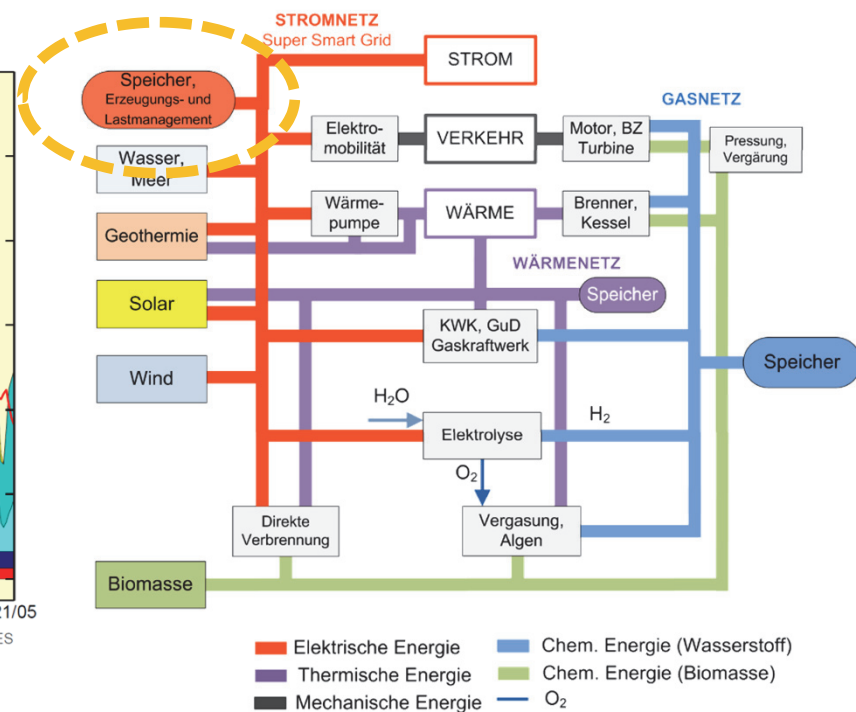 STROMNETZ
Super Smart Grid
STROM
Speicher,
Erzeugungs- und
Lastmanagement
GASNETZ
Elektro-
mobilität
VERKEHR
Motor, BZ
Turbine
Pressung,
Vergärung
Wasser,
Meer
Wärme-
pumpe
WÄRME
Brenner,
Kessel
Geothermie
WÄRMENETZ
Solar
Speicher
KWK, GuD
Gaskraftwerk
Speicher
Wind
H₂O
Elektrolyse
H₂
O₂
Direkte
Verbrennung
Vergasung,
Algen
Biomasse
21/05
ES
Elektrische Energie
Chem. Energie (Wasserstoff)
Thermische Energie
Chem. Energie (Biomasse)
Mechanische Energie
O₂